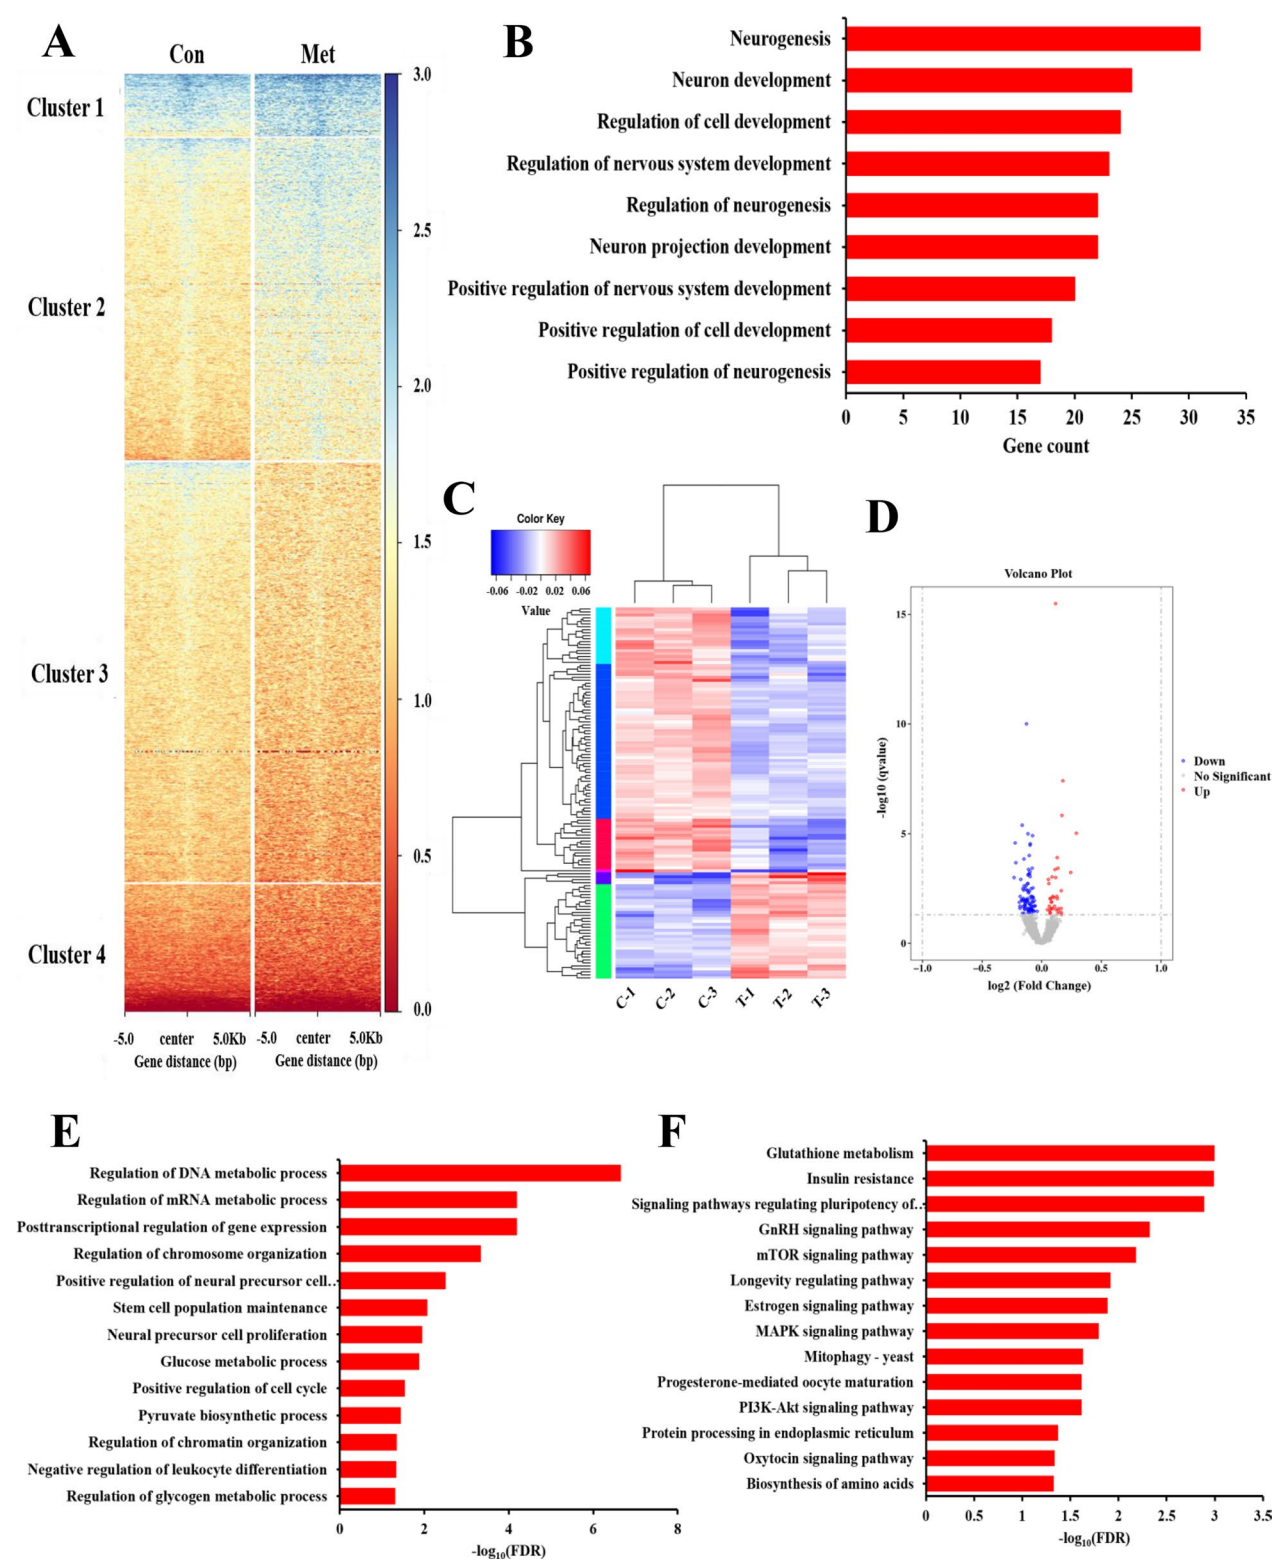 A
Con
Met
Cluster 1
Cluster 2
Cluster 3
Cluster 4
3.0
2.5
2.0
1.5
1.0
0.5
0.0
-5.0 center 5.0Kb
-5.0 center 5.0Kb
Gene distance (bp)
Gene distance (bp)
B
Neurogenesis
Neuron development
Regulation of cell development
Regulation of nervous system development
Regulation of neurogenesis
Neuron projection development
Positive regulation of nervous system development
Positive regulation of cell development
Positive regulation of neurogenesis
0 5 10 15 20 25 30 35
Gene count
C
Color Key
-0.06 -0.02 0.02 0.06
Value
C-1 C-2 C-3 T-1 T-2 T-3
D
Volcano Plot
15
10
5
0
-log10 (qvalue)
−1.0 −0.5 0.0 0.5 1.0
log2 (Fold Change)
Down
No Significant
Up
E
Regulation of DNA metabolic process
Regulation of mRNA metabolic process
Posttranscriptional regulation of gene expression
Regulation of chromosome organization
Positive regulation of neural precursor cell..
Stem cell population maintenance
Neural precursor cell proliferation
Glucose metabolic process
Positive regulation of cell cycle
Pyruvate biosynthetic process
Regulation of chromatin organization
Negative regulation of leukocyte differentiation
Regulation of glycogen metabolic process
0 2 4 6 8
-log10(FDR)
F
Glutathione metabolism
Insulin resistance
Signaling pathways regulating pluripotency of..
GnRH signaling pathway
mTOR signaling pathway
Longevity regulating pathway
Estrogen signaling pathway
MAPK signaling pathway
Mitophagy - yeast
Progesterone-mediated oocyte maturation
PI3K-Akt signaling pathway
Protein processing in endoplasmic reticulum
Oxytocin signaling pathway
Biosynthesis of amino acids
0 0.5 1 1.5 2 2.5 3 3.5
-log10(FDR)